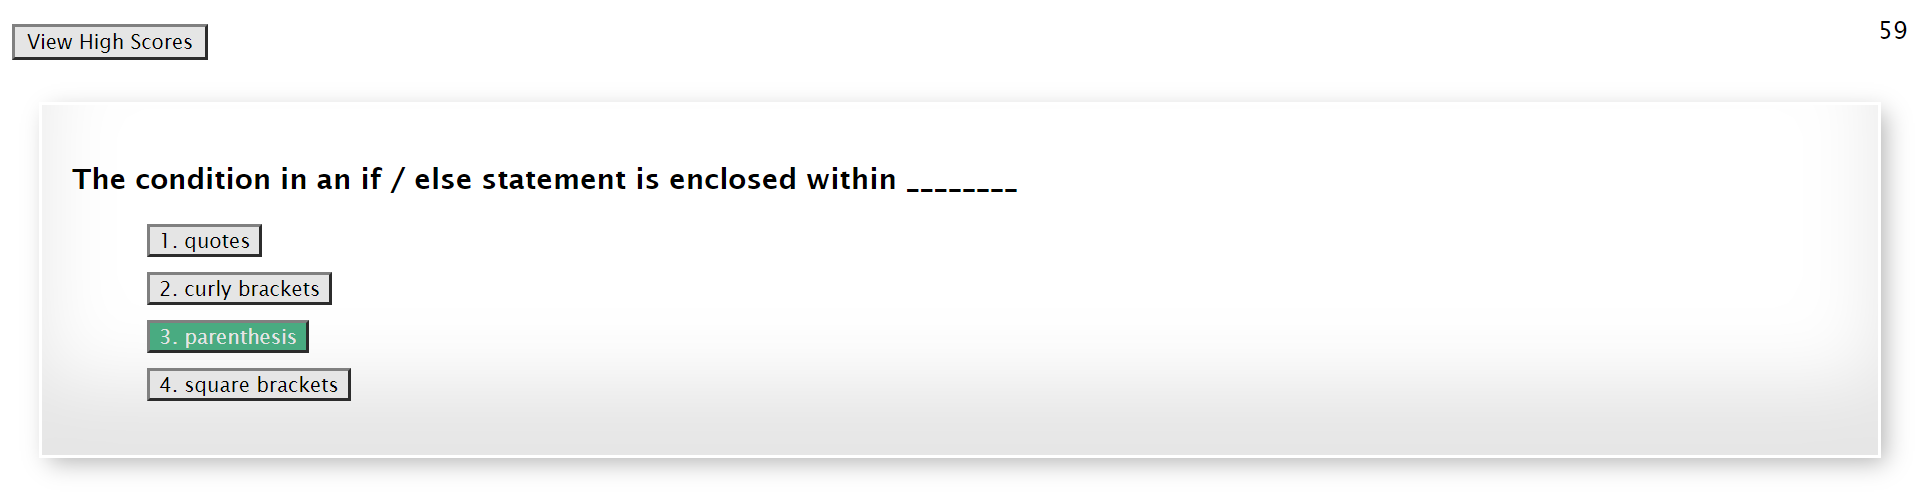 View High Scores
59
The condition in an if / else statement is enclosed within ________
1. quotes
2. curly brackets
3. parenthesis
4. square brackets